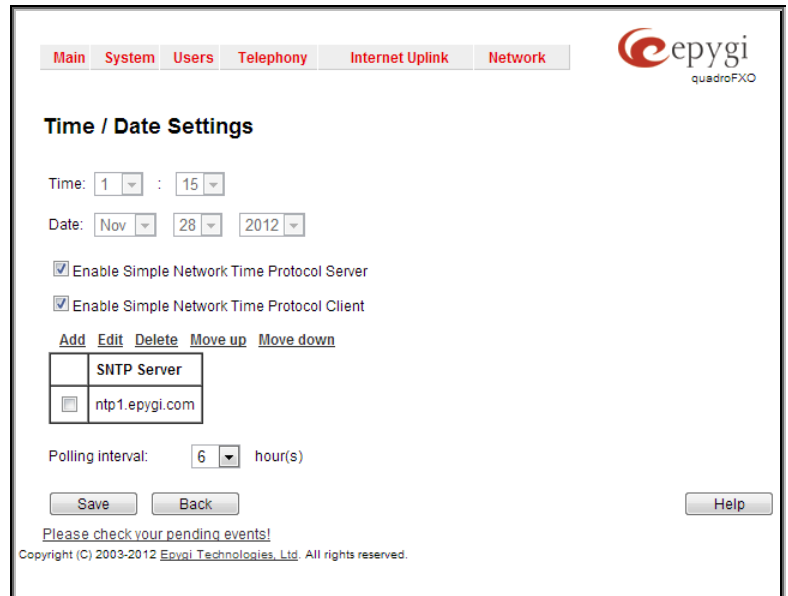 Main System Users Telephony Internet Uplink Network
epygi
quadroFXO
Time / Date Settings
Time: 1 : 15
Date: Nov 28 2012
Enable Simple Network Time Protocol Server
Enable Simple Network Time Protocol Client
Add Edit Delete Move up Move down
SNTP Server
ntp1.epygi.com
Polling interval: 6 hour(s)
Save Back Help
Please check your pending events!
Copyright (C) 2003-2012 Epygi Technologies, Ltd. All rights reserved.